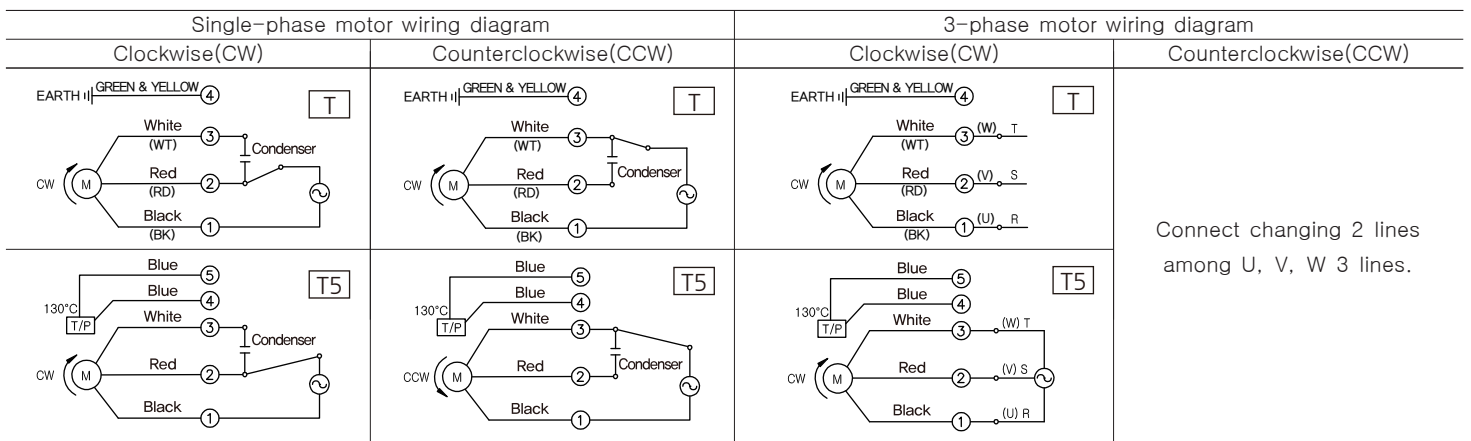 Single-phase motor wiring diagram
3-phase motor wiring diagram
Clockwise(CW)
Counterclockwise(CCW)
Clockwise(CW)
Counterclockwise(CCW)
EARTH GREEN & YELLOW 4
T
White 3
(WT)
Condenser
CW M Red 2
(RD)
Black 1
(BK)
EARTH GREEN & YELLOW 4
T
White 3
(WT)
Condenser
CW M Red 2
(RD)
Black 1
(BK)
EARTH GREEN & YELLOW 4
T
White 3 (W) T
(WT)
CW M Red 2 (V) S
(RD)
Black 1 (U) R
(BK)
Connect changing 2 lines
among U, V, W 3 lines.
Blue 5
T5
Blue 4
130°C
T/P
White 3
Condenser
CW M Red 2
Black 1
Blue 5
T5
Blue 4
130°C
T/P
White 3
Condenser
CCW M Red 2
Black 1
Blue 5
T5
Blue 4
130°C
T/P
White 3 (W) T
CW M Red 2 (V) S
Black 1 (U) R